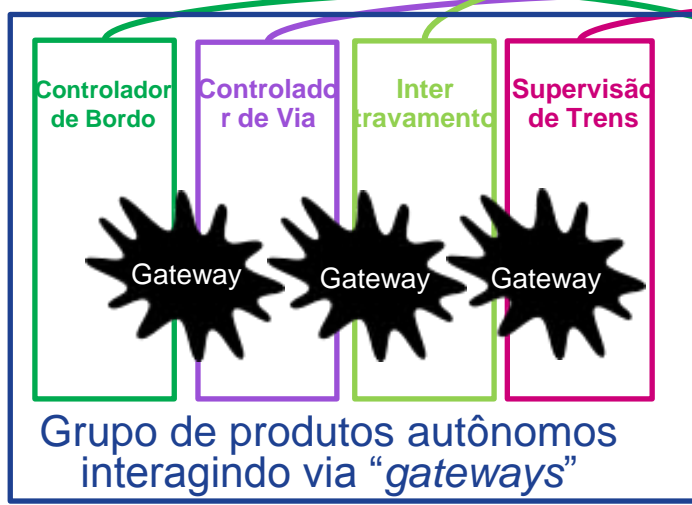 Controlador
de Bordo
Controlado
r de Via
Inter
travamento
Supervisão
de Trens
Gateway
Gateway
Gateway
Grupo de produtos autônomos
interagindo via “gateways”